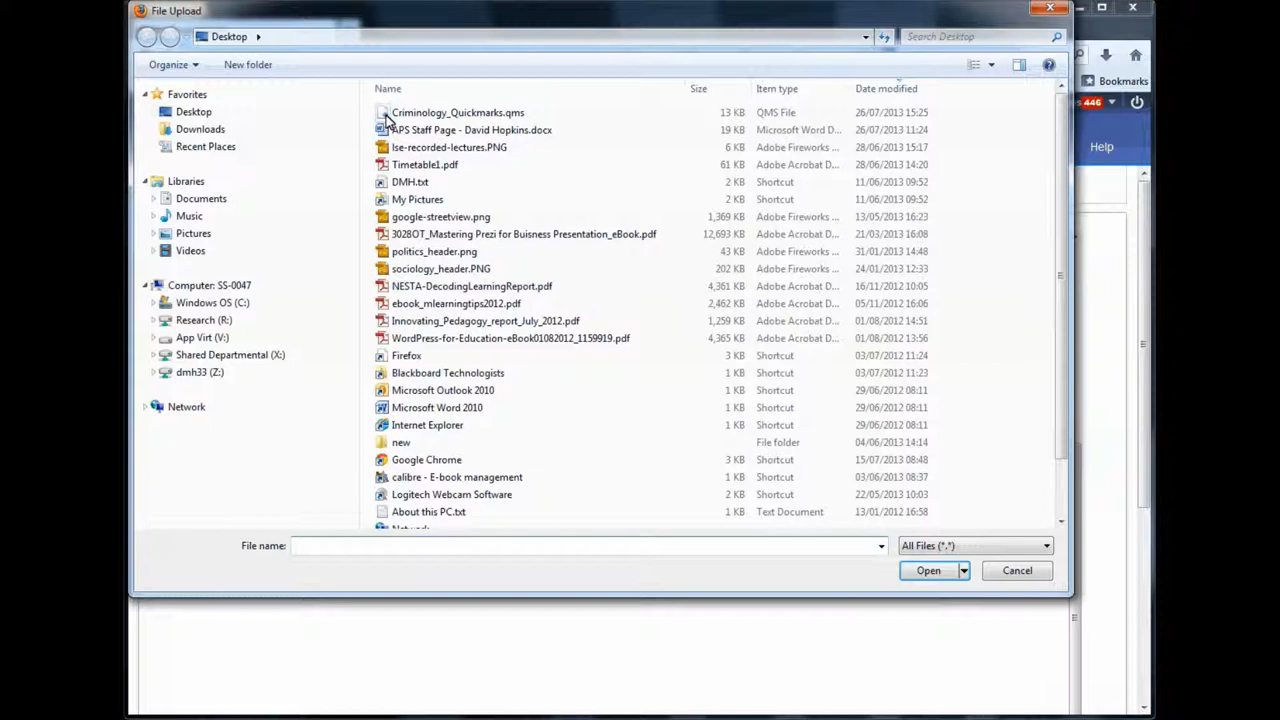 File Upload
Desktop
Search Desktop
Organize
New folder
Bookmarks
446
Help
Name Size Item type Date modified
Favorites
Desktop
Downloads
Recent Places
Libraries
Documents
Music
Pictures
Videos
Computer: SS-0047
Windows OS (C:)
Research (R:)
App Virt (V:)
Shared Departmental (X:)
dmh33 (Z:)
Network
Criminology_Quickmarks.qms 13 KB QMS File 26/07/2013 15:25
APS Staff Page - David Hopkins.docx 19 KB Microsoft Word D... 26/07/2013 11:24
lse-recorded-lectures.PNG 6 KB Adobe Fireworks ... 28/06/2013 15:17
Timetable1.pdf 61 KB Adobe Acrobat D... 28/06/2013 14:20
DMH.txt 2 KB Shortcut 11/06/2013 09:52
My Pictures 2 KB Shortcut 11/06/2013 09:52
google-streetview.png 1,369 KB Adobe Fireworks ... 13/05/2013 16:23
3028OT_Mastering Prezi for Buisness Presentation_eBook.pdf 12,693 KB Adobe Acrobat D... 21/03/2013 16:08
politics_header.png 43 KB Adobe Fireworks ... 31/01/2013 14:48
sociology_header.PNG 202 KB Adobe Fireworks ... 24/01/2013 12:33
NESTA-DecodingLearningReport.pdf 4,361 KB Adobe Acrobat D... 16/11/2012 10:05
ebook_mlearningtips2012.pdf 2,462 KB Adobe Acrobat D... 05/11/2012 16:06
Innovating_Pedagogy_report_July_2012.pdf 1,259 KB Adobe Acrobat D... 01/08/2012 14:51
WordPress-for-Education-eBook01082012_1159919.pdf 4,365 KB Adobe Acrobat D... 01/08/2012 13:56
Firefox 3 KB Shortcut 03/07/2012 11:24
Blackboard Technologists 1 KB Shortcut 03/07/2012 11:23
Microsoft Outlook 2010 1 KB Shortcut 29/06/2012 08:11
Microsoft Word 2010 1 KB Shortcut 29/06/2012 08:11
Internet Explorer 1 KB Shortcut 29/06/2012 08:11
new File folder 04/06/2013 14:14
Google Chrome 3 KB Shortcut 15/07/2013 08:48
calibre - E-book management 1 KB Shortcut 03/06/2013 08:37
Logitech Webcam Software 2 KB Shortcut 22/05/2013 10:03
About this PC.txt 1 KB Text Document 13/01/2012 16:58
Network
File name:
All Files (*.*)
Open
Cancel